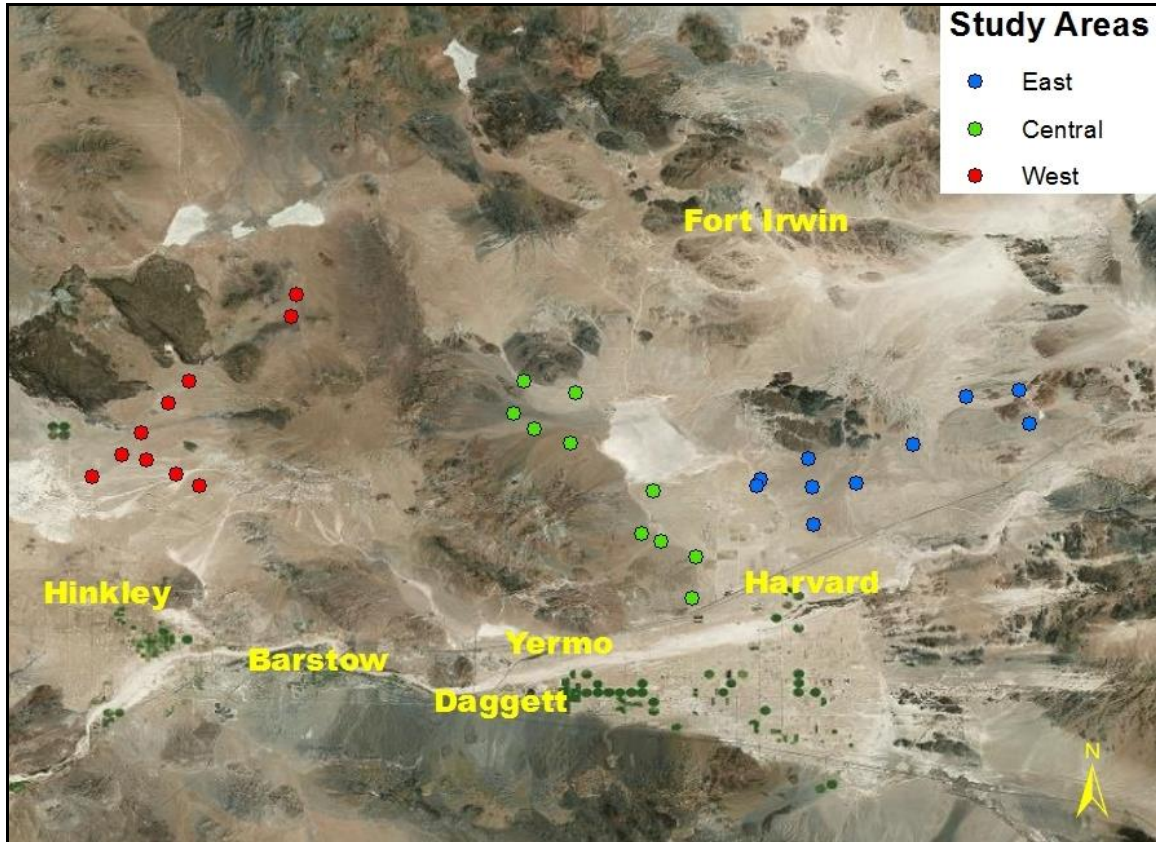 Study Areas
East
Central
West
Fort Irwin
Hinkley
Harvard
Yermo
Barstow
Daggett
N